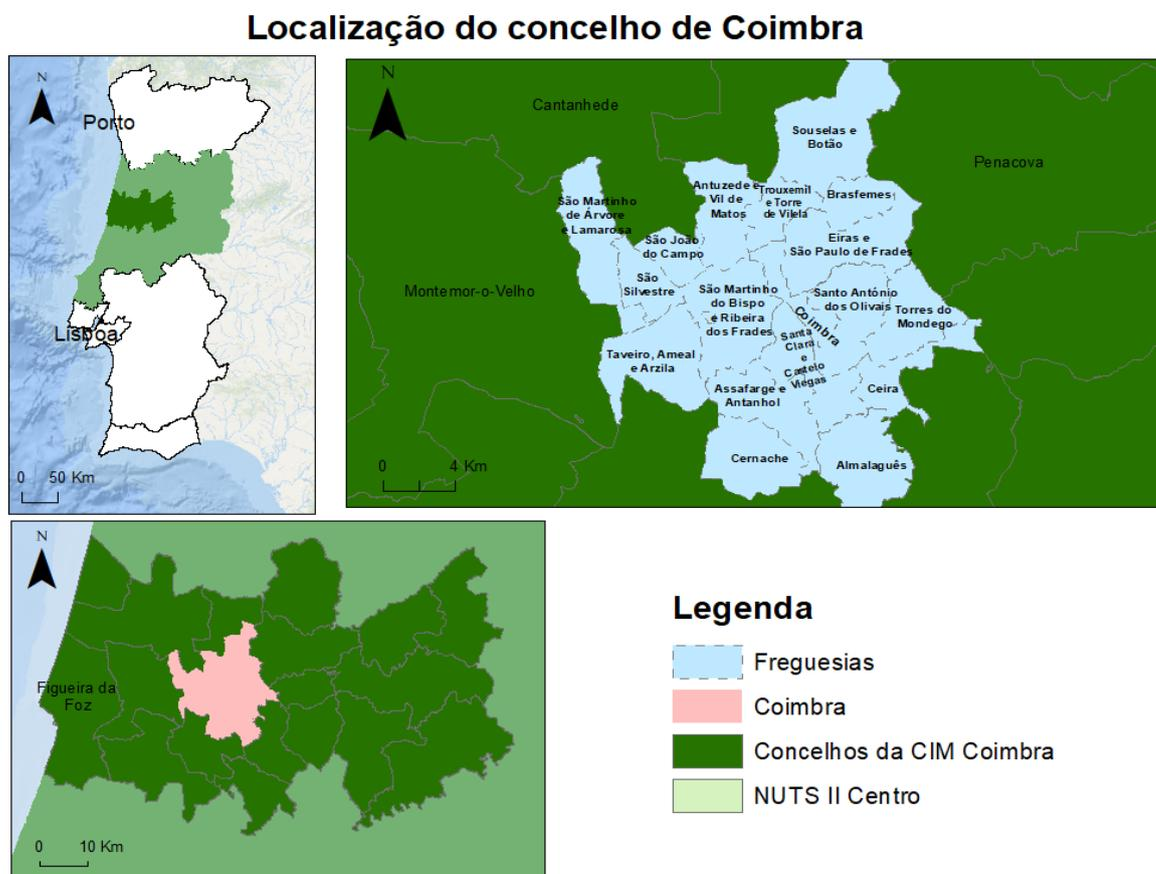 Localização do concelho de Coimbra
N
Porto
Lisboa
0 50 Km
N
Cantanhede
Penacova
Montemor-o-Velho
Souselas e
Botão
Antuzede e
Vil de
Matos
Trouxemil
e Torre
de Vilela
Brasfemes
São Martinho
de Árvore
e Lamarosa
São João
do Campo
Eiras e
São Paulo de Frades
São
Silvestre
São Martinho
do Bispo
e Ribeira
dos Frades
Santo António
dos Olivais
Torres do
Mondego
Coimbra
Santa
Clara
e
Castelo
Viegas
Taveiro, Ameal
e Arzila
Assafarge e
Antanhol
Ceira
Cernache
Almalaguês
0 4 Km
N
Figueira da
Foz
0 10 Km
Legenda
Freguesias
Coimbra
Concelhos da CIM Coimbra
NUTS II Centro